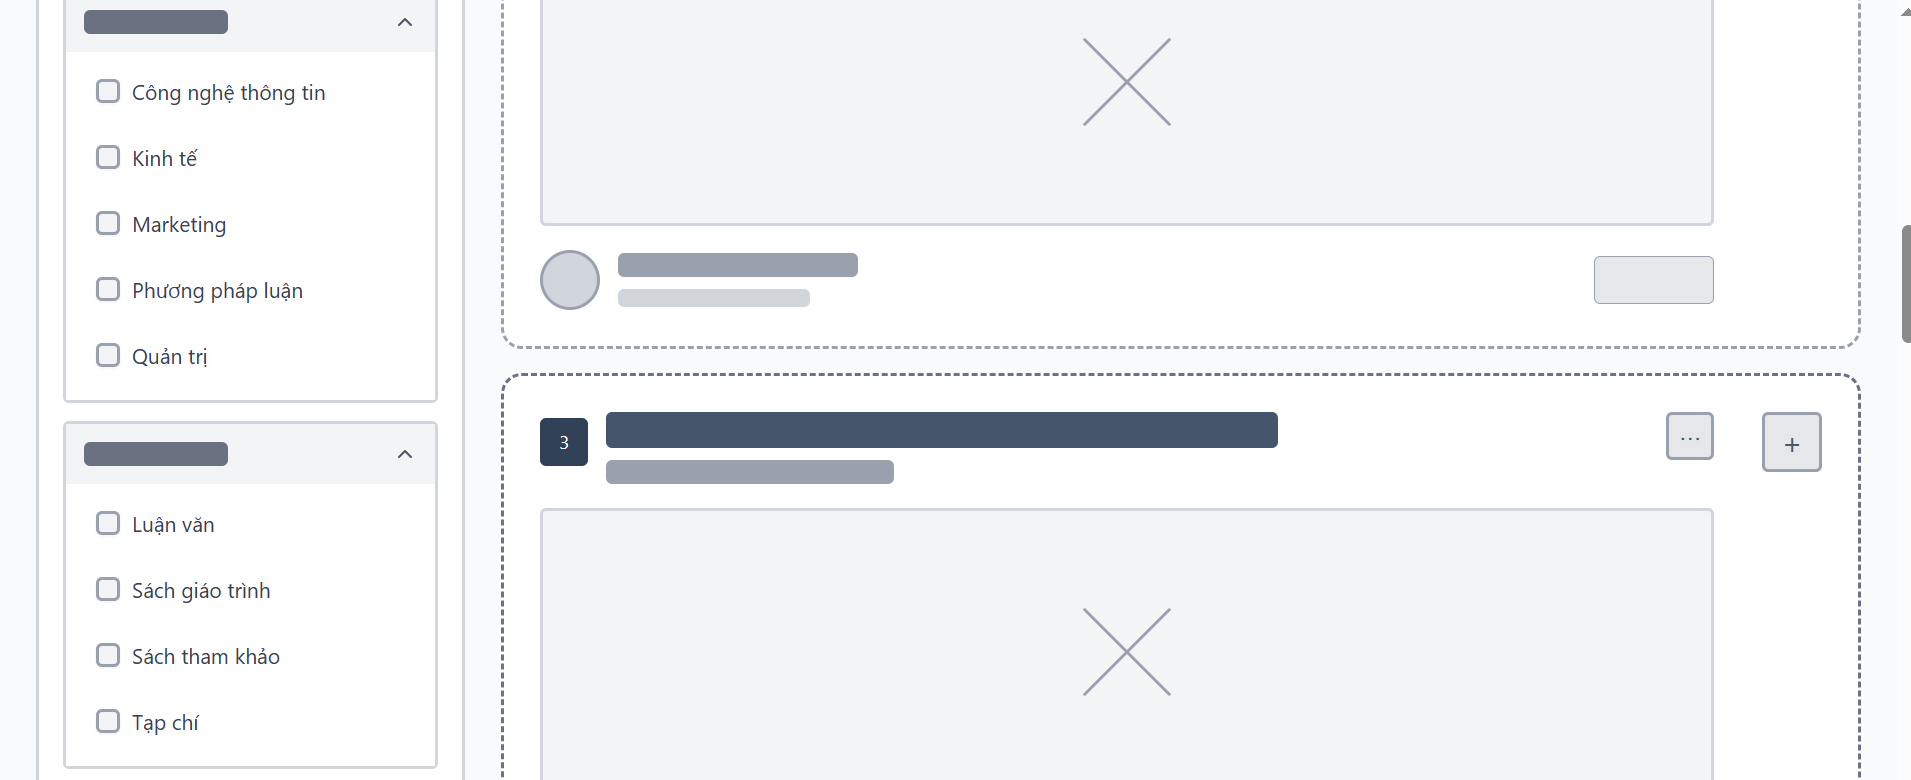 Công nghệ thông tin
Kinh tế
Marketing
Phương pháp luận
Quản trị
Luận văn
Sách giáo trình
Sách tham khảo
Tạp chí
3
...
+